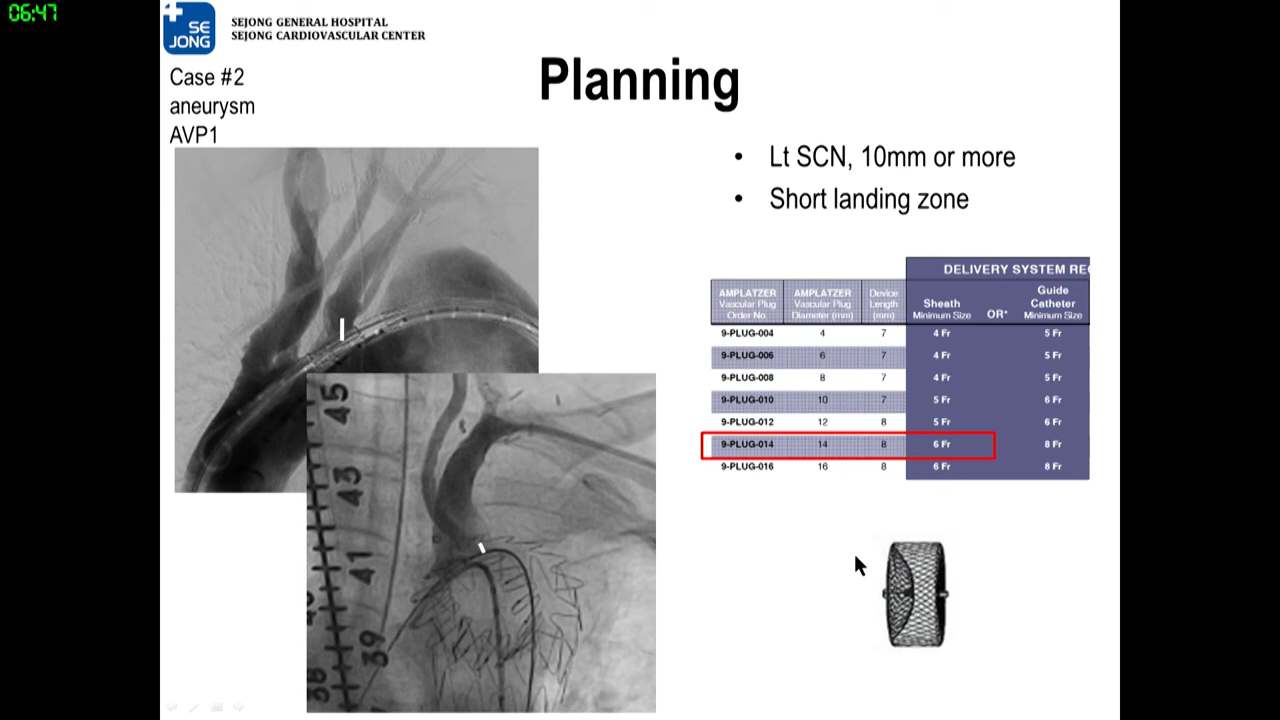 06:47
SE
JONG
SEJONG GENERAL HOSPITAL
SEJONG CARDIOVASCULAR CENTER
Case #2
aneurysm
AVP1
Planning
• Lt SCN, 10mm or more
• Short landing zone
DELIVERY SYSTEM RE
AMPLATZER Vascular Plug Order No. AMPLATZER Vascular Plug Diameter (mm) Device Length (mm) Sheath Minimum Size OR* Guide Catheter Minimum Size
9-PLUG-004 4 7 4 Fr 5 Fr
9-PLUG-006 6 7 4 Fr 5 Fr
9-PLUG-008 8 7 4 Fr 5 Fr
9-PLUG-010 10 7 5 Fr 6 Fr
9-PLUG-012 12 8 5 Fr 6 Fr
9-PLUG-014 14 8 6 Fr 8 Fr
9-PLUG-016 16 8 6 Fr 8 Fr
45
43
41
39